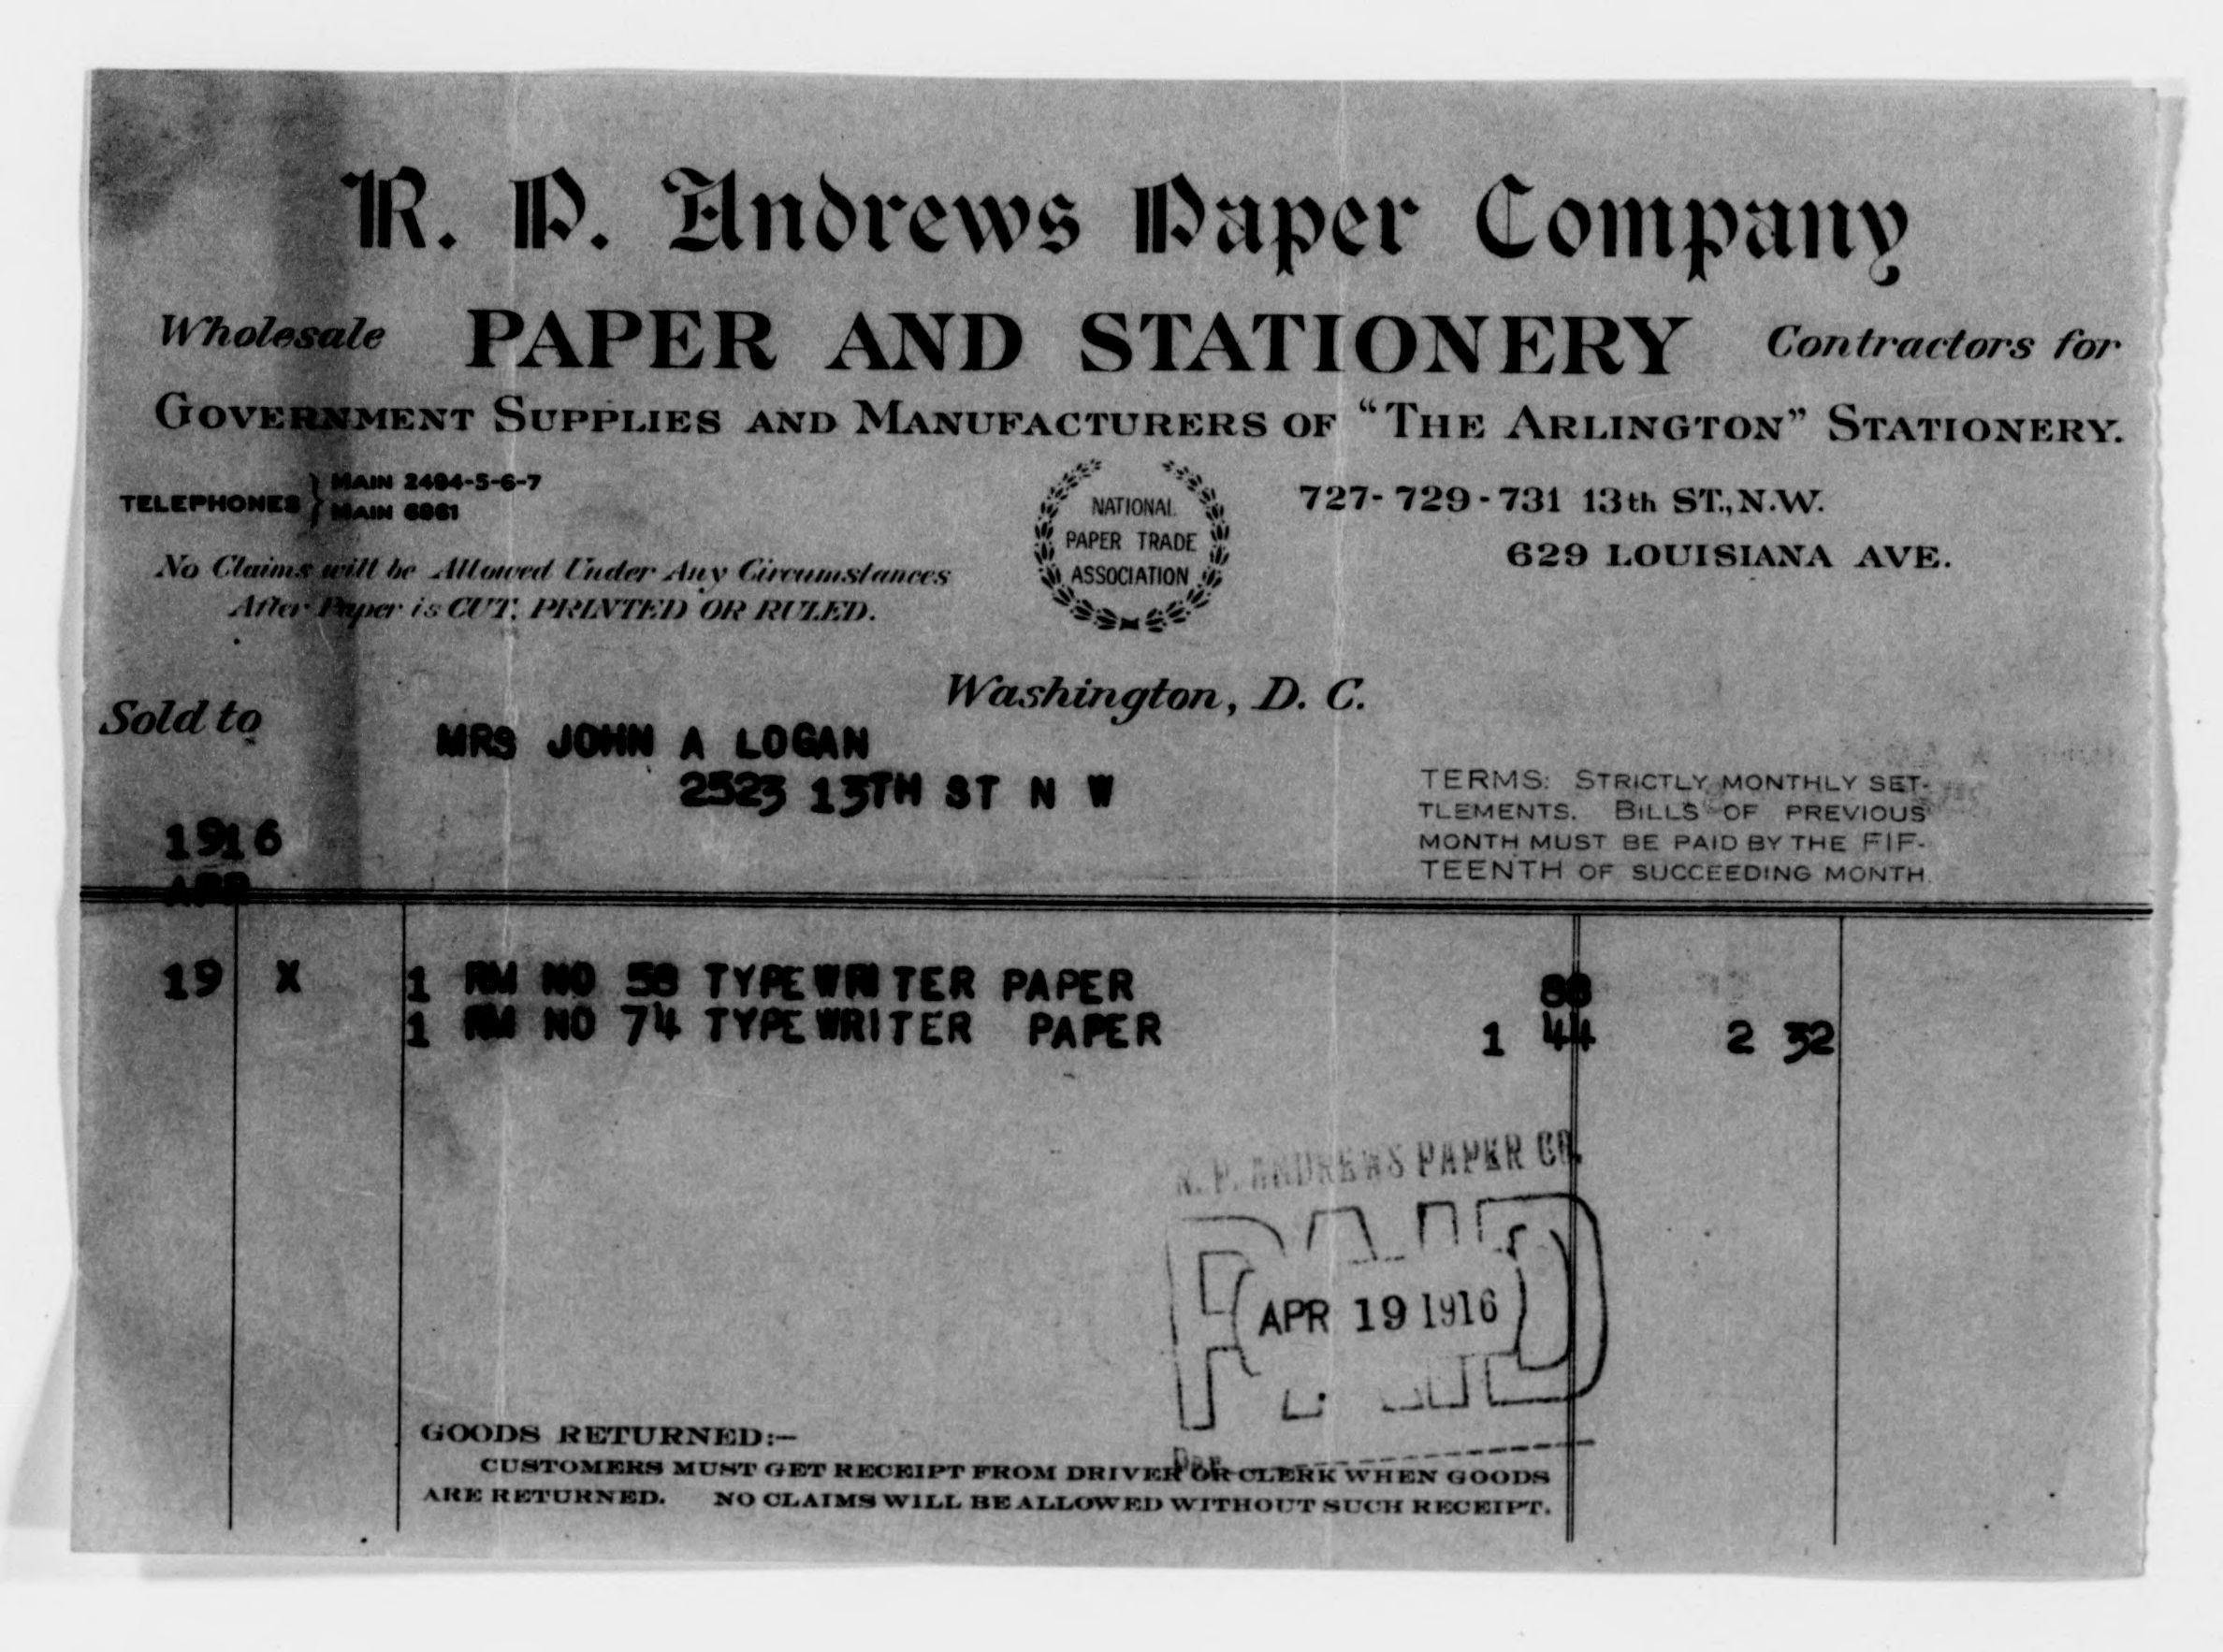 R. P. Andrews Paper Company
Wholesale PAPER AND STATIONERY Contractors for
GOVERNMENT SUPPLIES AND MANUFACTURERS OF “THE ARLINGTON” STATIONERY.
TELEPHONES MAIN 2494-5-6-7
MAIN 6061
No Claims will be Allowed Under Any Circumstances
After Paper is CUT, PRINTED OR RULED.
NATIONAL
PAPER TRADE
ASSOCIATION
727-729-731 13th ST., N.W.
629 LOUISIANA AVE.
Washington, D. C.
Sold to
MRS JOHN A LOGAN
2523 13TH ST N W
TERMS: STRICTLY MONTHLY SET-
TLEMENTS. BILLS OF PREVIOUS
MONTH MUST BE PAID BY THE FIF-
TEENTH OF SUCCEEDING MONTH.
1916
APR
19 X 1 RM NO 58 TYPEWRITER PAPER 88
1 RM NO 74 TYPEWRITER PAPER 1 44 2 32
R. P. ANDREWS PAPER CO.
PAID
APR 19 1916
Per
GOODS RETURNED:—
CUSTOMERS MUST GET RECEIPT FROM DRIVER OR CLERK WHEN GOODS
ARE RETURNED. NO CLAIMS WILL BE ALLOWED WITHOUT SUCH RECEIPT.